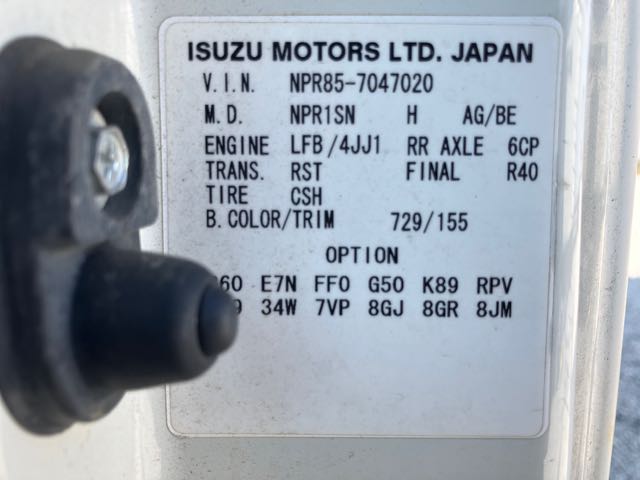 ISUZU MOTORS LTD. JAPAN
V.I.N. NPR85-7047020
M.D. NPR1SN H AG/BE
ENGINE LFB/4JJ1 RR AXLE 6CP
TRANS. RST FINAL R40
TIRE CSH
B.COLOR/TRIM 729/155
OPTION
E7N FF0 G50 K89 RPV
34W 7VP 8GJ 8GR 8JM